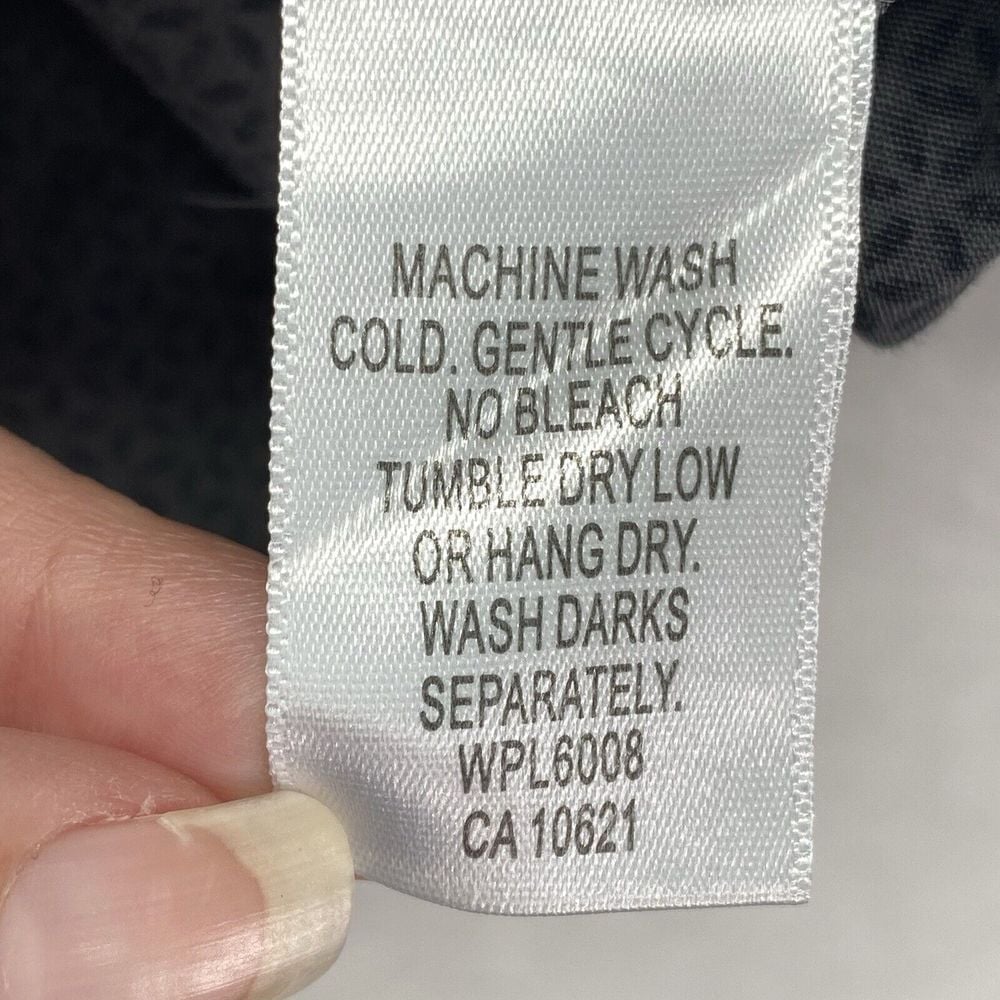 MACHINE WASH
COLD. GENTLE CYCLE.
NO BLEACH
TUMBLE DRY LOW
OR HANG DRY.
WASH DARKS
SEPARATELY.
WPL6008
CA 10621